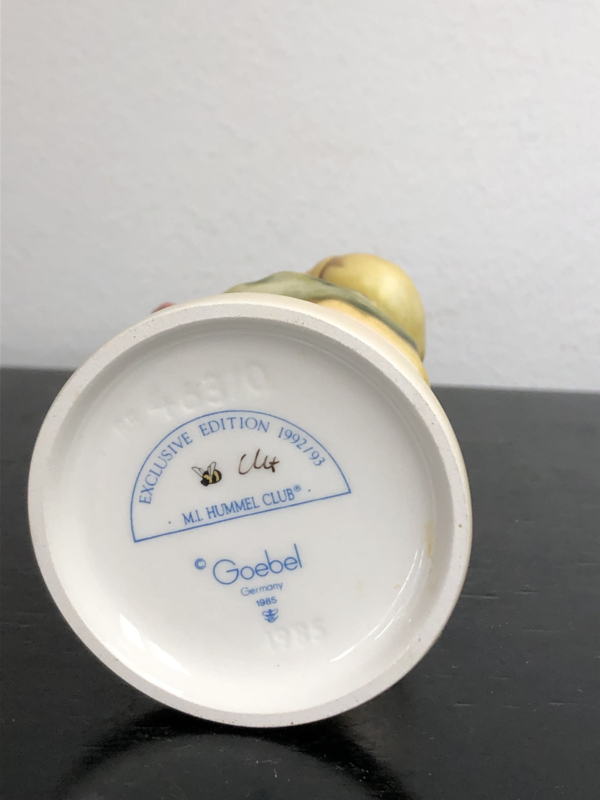 EXCLUSIVE EDITION 1992/93
· M.I. HUMMEL CLUB® ·
© Goebel
Germany
1985
1985